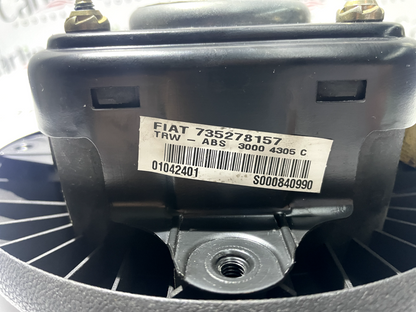 FIAT 735278157
TRW - ABS 3000 4305 C
01042401 S000840990